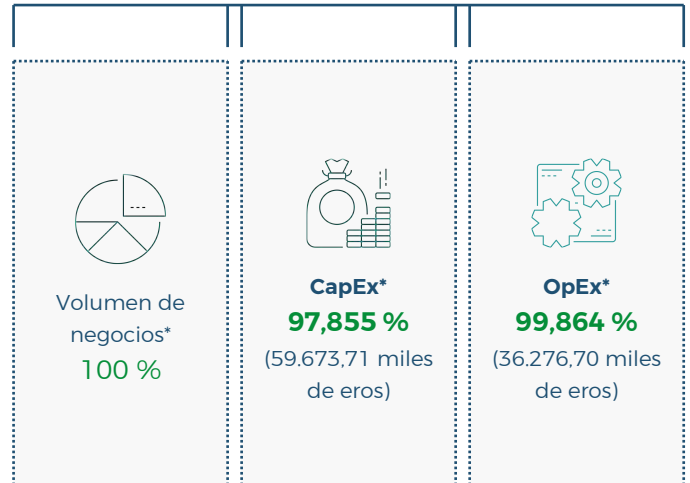 Volumen de
negocios*
100 %
CapEx*
97,855 %
(59.673,71 miles
de eros)
OpEx*
99,864 %
(36.276,70 miles
de eros)